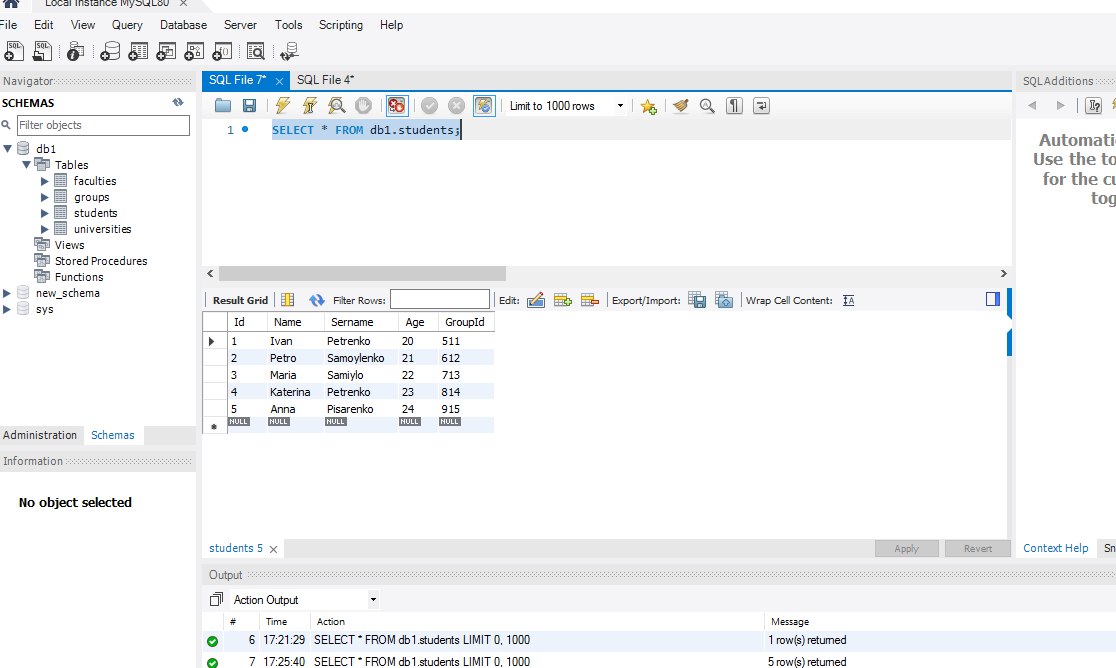 Local instance MySQL80 ×
File Edit View Query Database Server Tools Scripting Help
Navigator
SCHEMAS
Filter objects
db1
Tables
faculties
groups
students
universities
Views
Stored Procedures
Functions
new_schema
sys
Administration Schemas
Information
No object selected
SQL File 7* × SQL File 4*
Limit to 1000 rows
1 SELECT * FROM db1.students;
Result Grid Filter Rows: Edit: Export/Import: Wrap Cell Content:
Id Name Sername Age GroupId
1 Ivan Petrenko 20 511
2 Petro Samoylenko 21 612
3 Maria Samiylo 22 713
4 Katerina Petrenko 23 814
5 Anna Pisarenko 24 915
NULL NULL NULL NULL NULL
students 5 × Apply Revert
Output
Action Output
# Time Action Message
6 17:21:29 SELECT * FROM db1.students LIMIT 0, 1000 1 row(s) returned
7 17:25:40 SELECT * FROM db1.students LIMIT 0, 1000 5 row(s) returned
SQLAdditions
Automati
Use the to
for the cu
tog
Context Help Sn